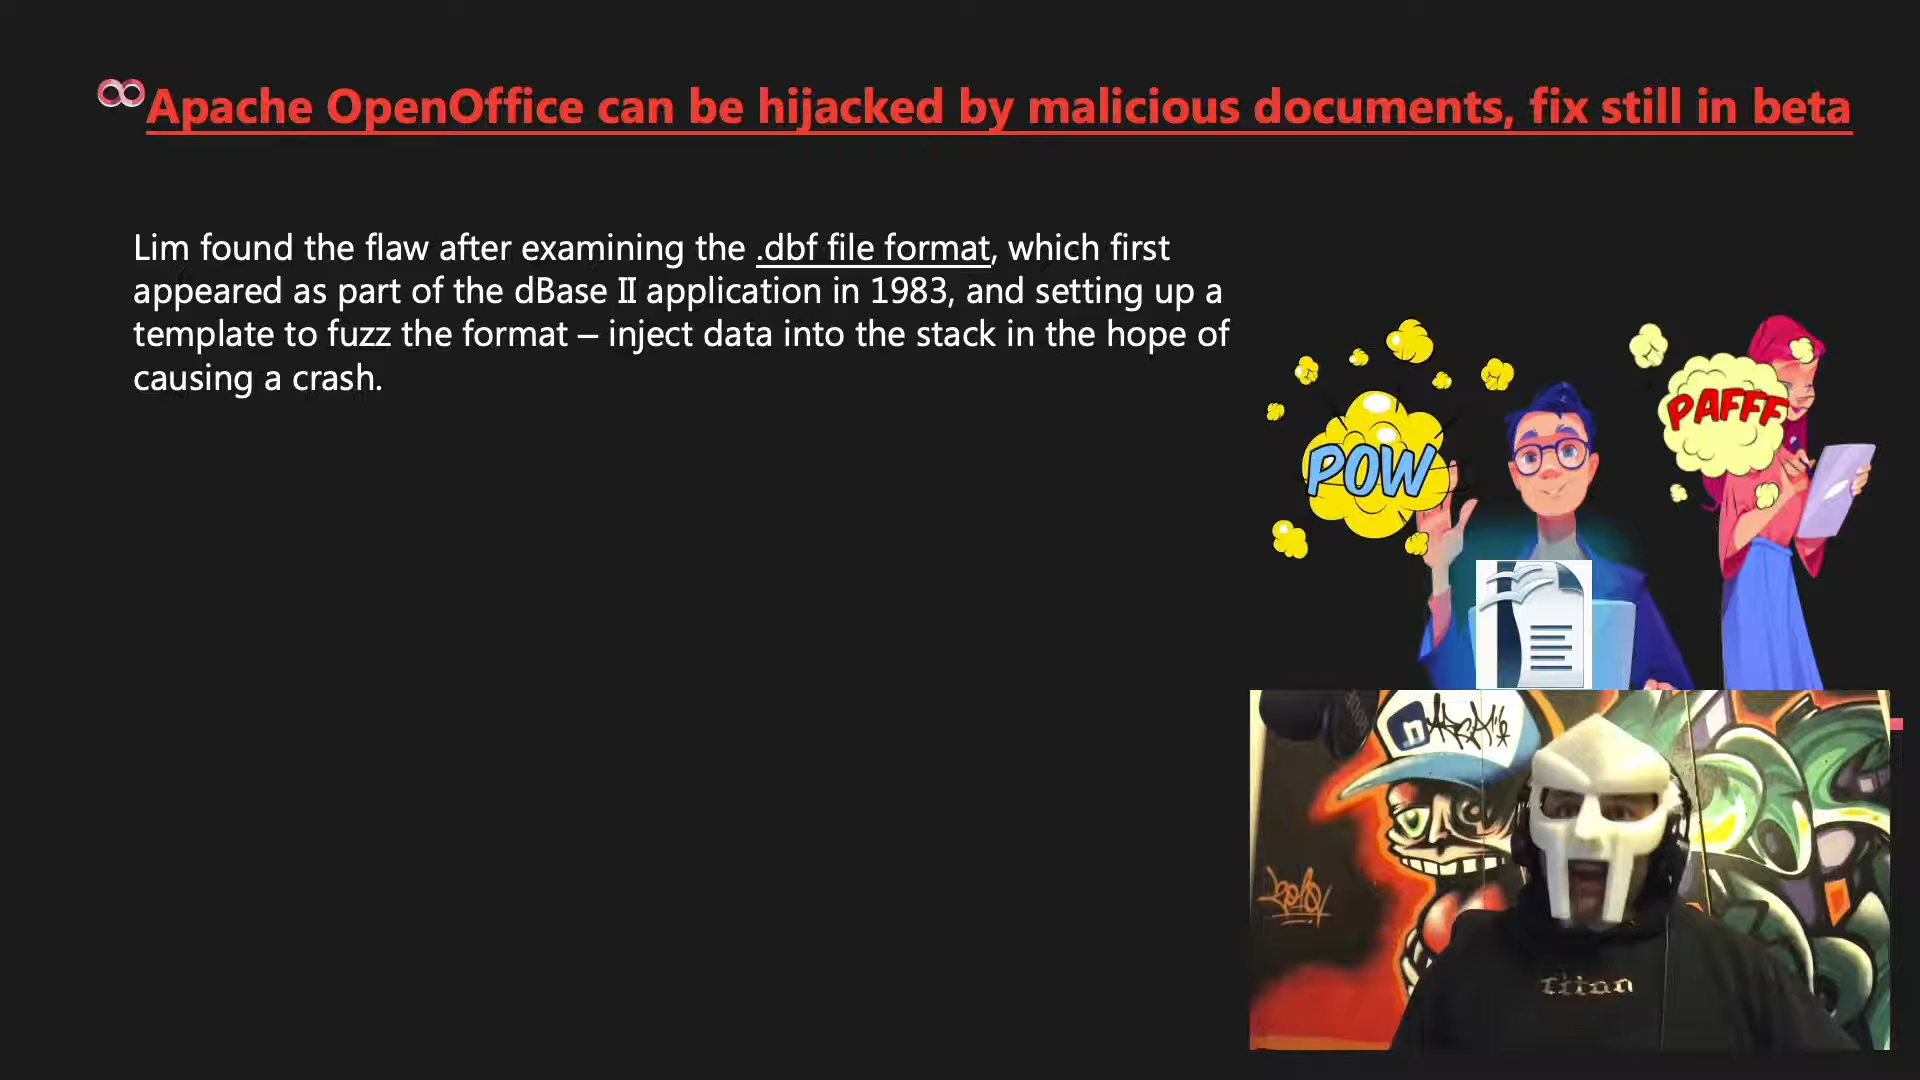 Apache OpenOffice can be hijacked by malicious documents, fix still in beta
Lim found the flaw after examining the .dbf file format, which first
appeared as part of the dBase II application in 1983, and setting up a
template to fuzz the format – inject data into the stack in the hope of
causing a crash.
POW
PAFFF
titan